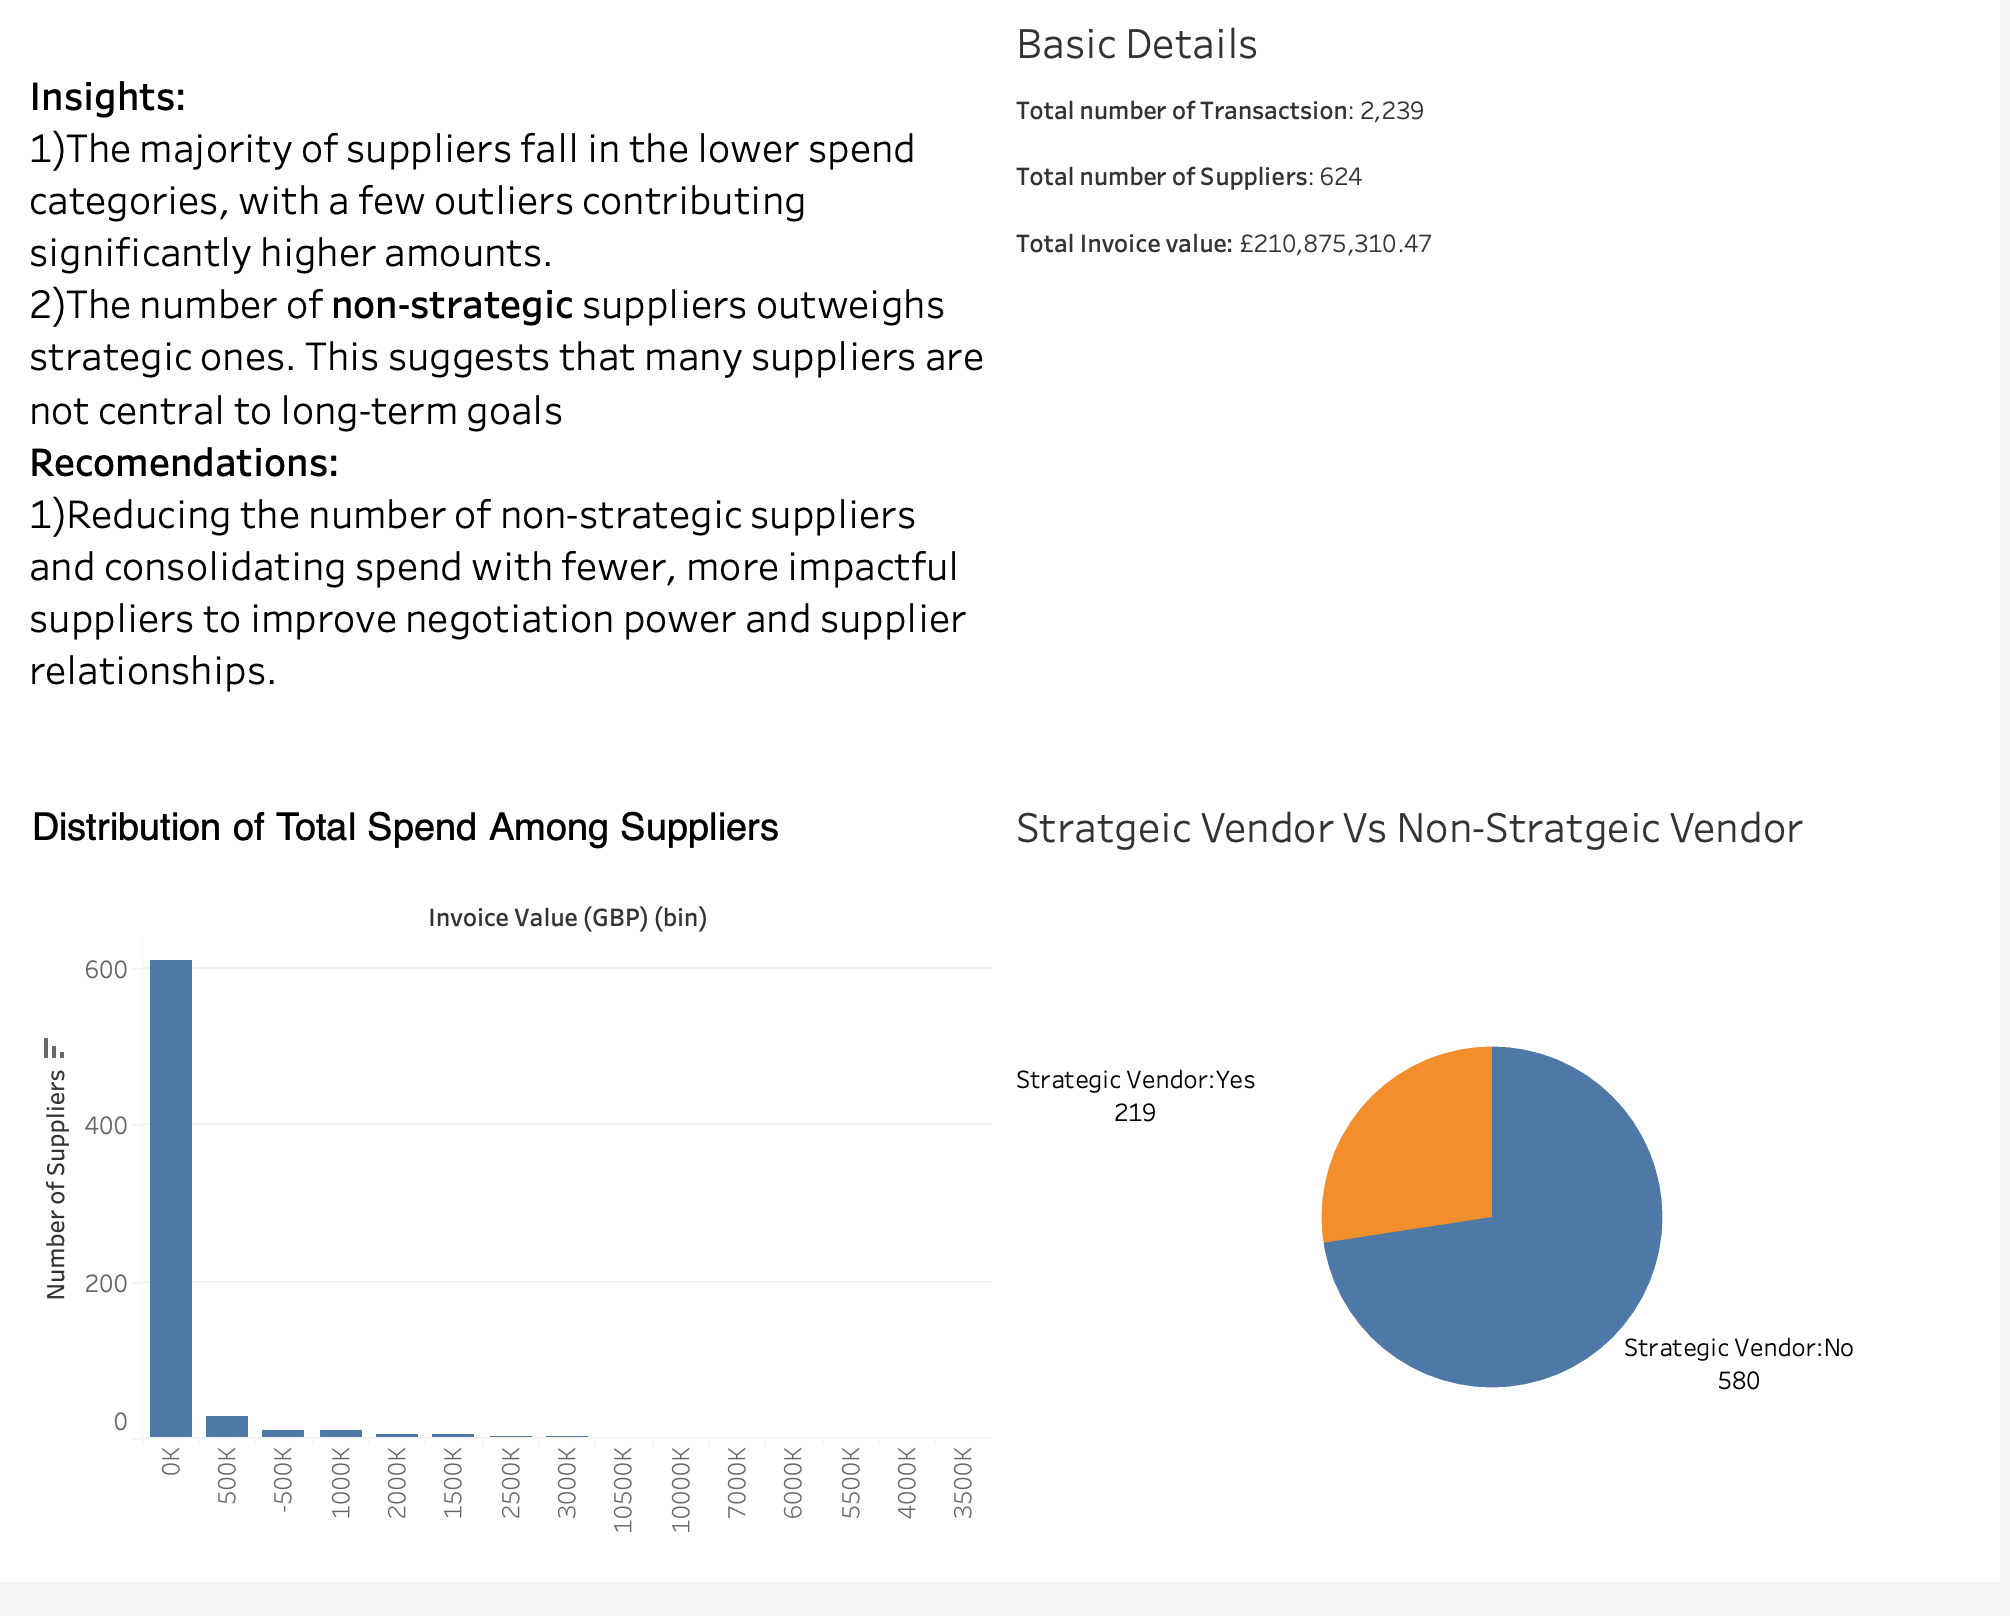 Insights:
1)The majority of suppliers fall in the lower spend
categories, with a few outliers contributing
significantly higher amounts.
2)The number of non-strategic suppliers outweighs
strategic ones. This suggests that many suppliers are
not central to long-term goals
Recomendations:
1)Reducing the number of non-strategic suppliers
and consolidating spend with fewer, more impactful
suppliers to improve negotiation power and supplier
relationships.
Basic Details
Total number of Transactsion: 2,239
Total number of Suppliers: 624
Total Invoice value: £210,875,310.47
Distribution of Total Spend Among Suppliers
Invoice Value (GBP) (bin)
Number of Suppliers
600
400
200
0
0K
500K
-500K
1000K
2000K
1500K
2500K
3000K
10500K
10000K
7000K
6000K
5500K
4000K
3500K
Stratgeic Vendor Vs Non-Stratgeic Vendor
Strategic Vendor:Yes
219
Strategic Vendor:No
580